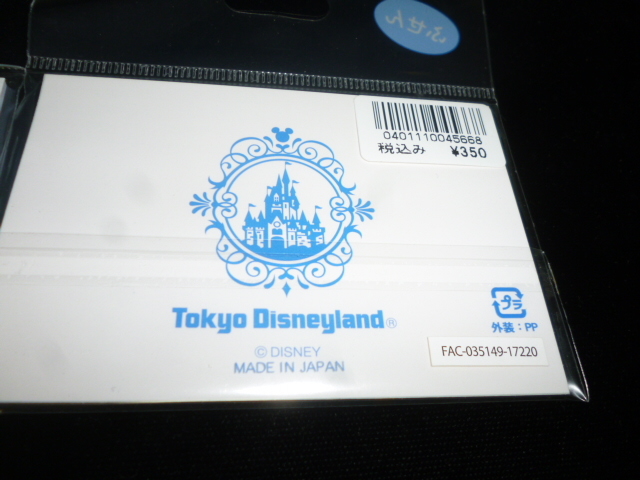 ふせん
0401110045668
税込み ¥350
Tokyo Disneyland®
プラ
外装：PP
© DISNEY
MADE IN JAPAN
FAC-035149-17220